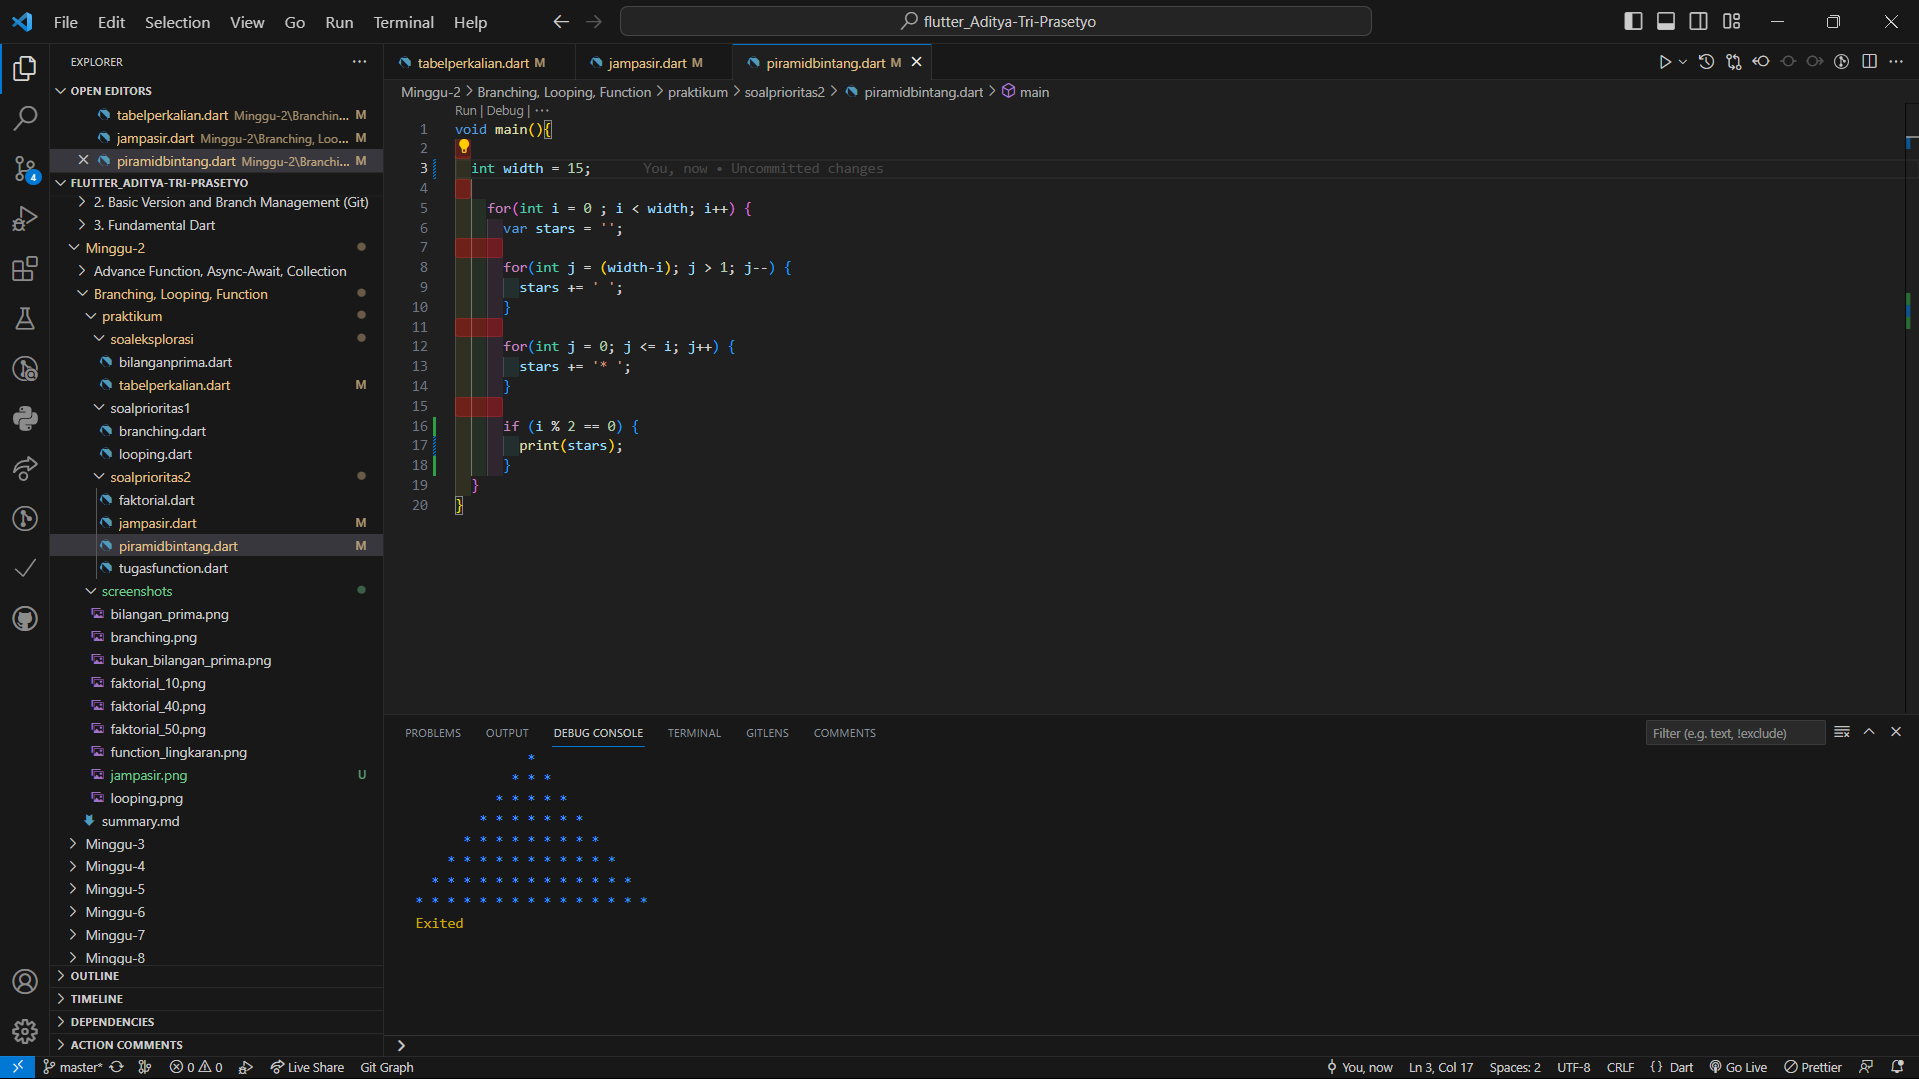 File Edit Selection View Go Run Terminal Help
flutter_Aditya-Tri-Prasetyo
EXPLORER
OPEN EDITORS
tabelperkalian.dart Minggu-2\Branchin... M
jampasir.dart Minggu-2\Branching, Loo... M
piramidbintang.dart Minggu-2\Branchi... M
FLUTTER_ADITYA-TRI-PRASETYO
2. Basic Version and Branch Management (Git)
3. Fundamental Dart
Minggu-2
Advance Function, Async-Await, Collection
Branching, Looping, Function
praktikum
soaleksplorasi
bilanganprima.dart
tabelperkalian.dart M
soalprioritas1
branching.dart
looping.dart
soalprioritas2
faktorial.dart
jampasir.dart M
piramidbintang.dart M
tugasfunction.dart
screenshots
bilangan_prima.png
branching.png
bukan_bilangan_prima.png
faktorial_10.png
faktorial_40.png
faktorial_50.png
function_lingkaran.png
jampasir.png U
looping.png
summary.md
Minggu-3
Minggu-4
Minggu-5
Minggu-6
Minggu-7
Minggu-8
OUTLINE
TIMELINE
DEPENDENCIES
ACTION COMMENTS
4
tabelperkalian.dart M jampasir.dart M piramidbintang.dart M
Minggu-2 > Branching, Looping, Function > praktikum > soalprioritas2 > piramidbintang.dart > main
Run | Debug | ...
1 void main(){
2
3 int width = 15; You, now • Uncommitted changes
4
5 for(int i = 0 ; i < width; i++) {
6 var stars = '';
7
8 for(int j = (width-i); j > 1; j--) {
9 stars += ' ';
10 }
11
12 for(int j = 0; j <= i; j++) {
13 stars += '* ';
14 }
15
16 if (i % 2 == 0) {
17 print(stars);
18 }
19 }
20 }
PROBLEMS OUTPUT DEBUG CONSOLE TERMINAL GITLENS COMMENTS
Filter (e.g. text, !exclude)
*
* * *
* * * * *
* * * * * * *
* * * * * * * * *
* * * * * * * * * * *
* * * * * * * * * * * * *
* * * * * * * * * * * * * * *
Exited
master* 0 0 Live Share Git Graph You, now Ln 3, Col 17 Spaces: 2 UTF-8 CRLF {} Dart Go Live Prettier